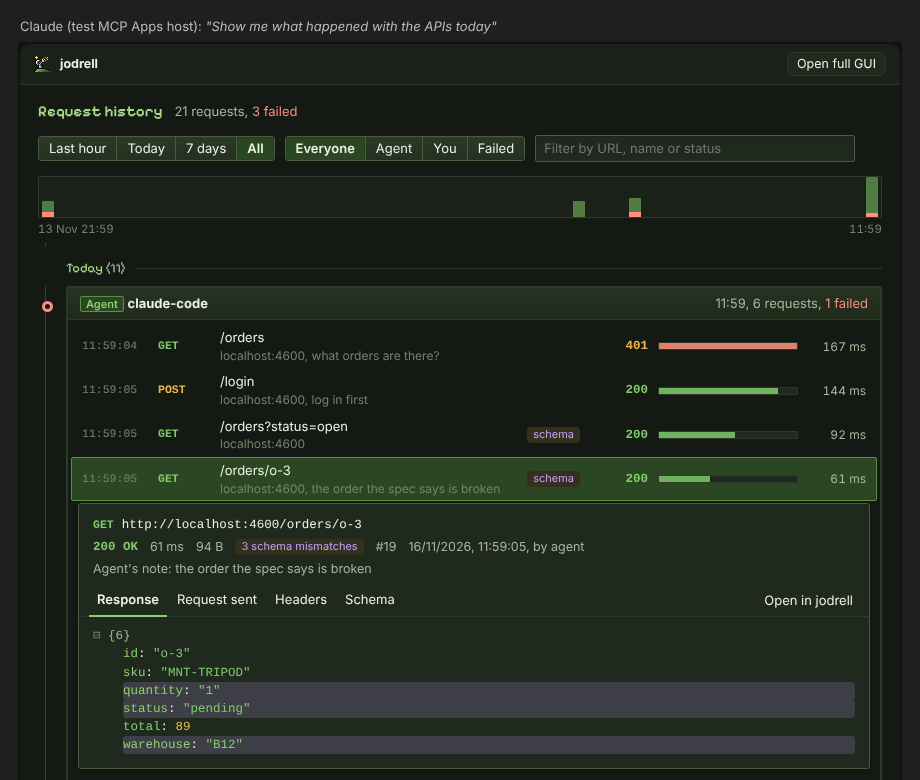 Claude (test MCP Apps host): "Show me what happened with the APIs today"
jodrell
Open full GUI
Request history 21 requests, 3 failed
Last hour Today 7 days All Everyone Agent You Failed Filter by URL, name or status
13 Nov 21:59 11:59
Today (11)
Agent claude-code 11:59, 6 requests, 1 failed
11:59:04 GET /orders 401 167 ms
localhost:4600, what orders are there?
11:59:05 POST /login 200 144 ms
localhost:4600, log in first
11:59:05 GET /orders?status=open schema 200 92 ms
localhost:4600
11:59:05 GET /orders/o-3 schema 200 61 ms
localhost:4600, the order the spec says is broken
GET http://localhost:4600/orders/o-3
200 OK 61 ms 94 B 3 schema mismatches #19 16/11/2026, 11:59:05, by agent
Agent's note: the order the spec says is broken
Response Request sent Headers Schema Open in jodrell
{6}
id: "o-3"
sku: "MNT-TRIPOD"
quantity: "1"
status: "pending"
total: 89
warehouse: "B12"